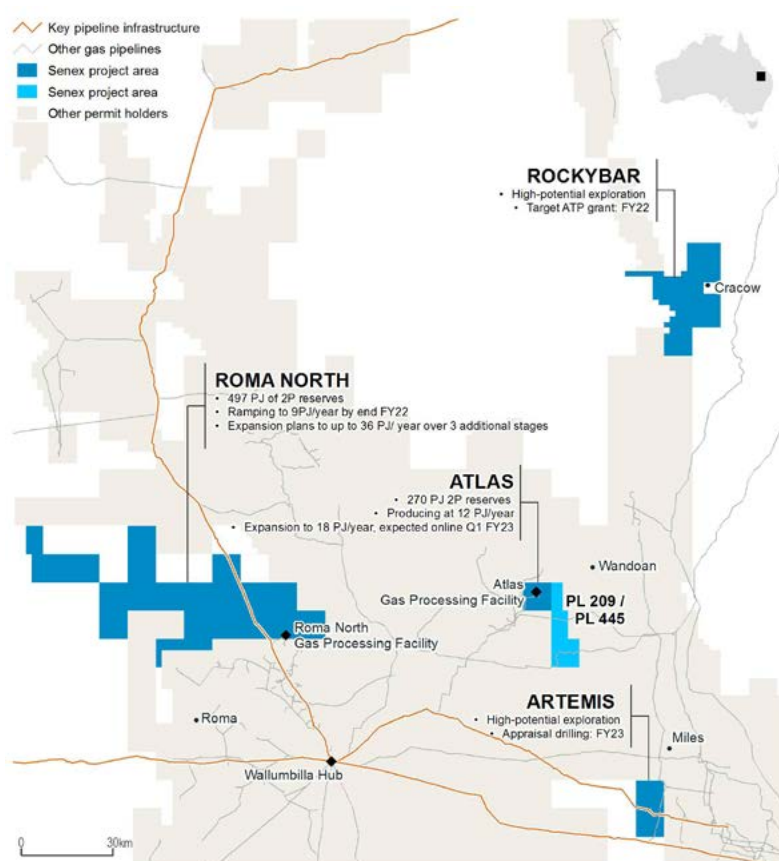 Key pipeline infrastructure
Other gas pipelines
Senex project area
Senex project area
Other permit holders
ROCKYBAR
• High-potential exploration
• Target ATP grant: FY22
Cracow
ROMA NORTH
• 497 PJ of 2P reserves
• Ramping to 9PJ/year by end FY22
• Expansion plans to up to 36 PJ/ year over 3 additional stages
ATLAS
• 270 PJ 2P reserves
• Producing at 12 PJ/year
• Expansion to 18 PJ/year, expected online Q1 FY23
Wandoan
Atlas
Gas Processing Facility
PL 209 /
PL 445
Roma North
Gas Processing Facility
ARTEMIS
• High-potential exploration
• Appraisal drilling: FY23
Roma
Miles
Wallumbilla Hub
0 30km